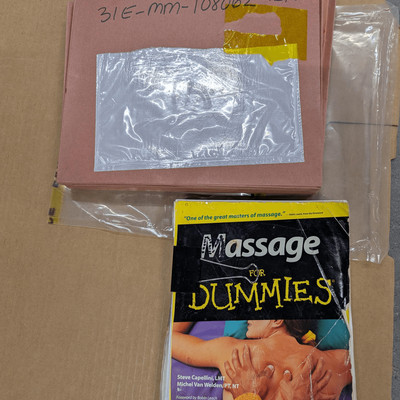 31E-MM-108062
"One of the great masters of massage."
Massage
FOR
DUMMIES
Steve Capellini, LMT
Michel Van Welden, PT, NT